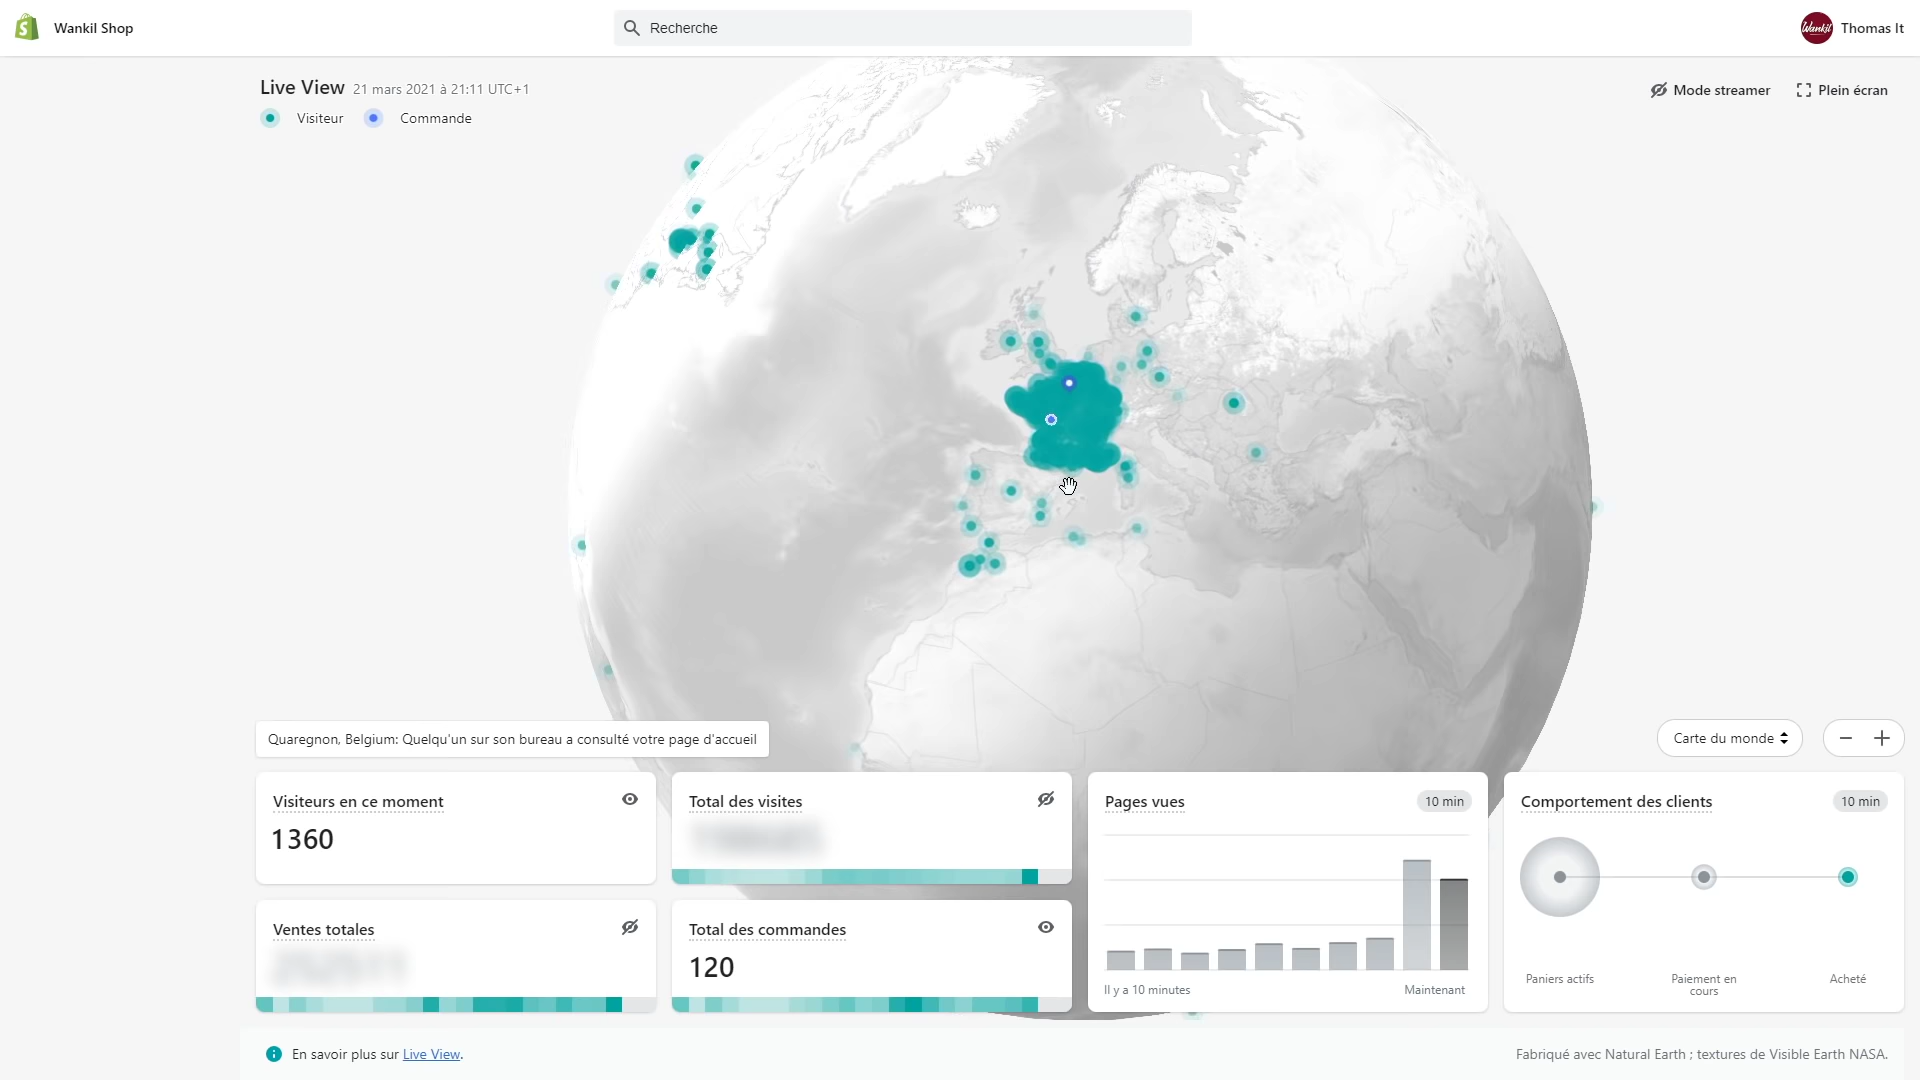 Wankil Shop
Recherche
Wankil
Thomas It
Live View 21 mars 2021 à 21:11 UTC+1
Mode streamer
Plein écran
Visiteur
Commande
Quaregnon, Belgium: Quelqu'un sur son bureau a consulté votre page d'accueil
Carte du monde
Visiteurs en ce moment
1360
Total des visites
Pages vues
10 min
Il y a 10 minutes
Maintenant
Comportement des clients
10 min
Paniers actifs
Paiement en
cours
Acheté
Ventes totales
Total des commandes
120
En savoir plus sur Live View.
Fabriqué avec Natural Earth ; textures de Visible Earth NASA.